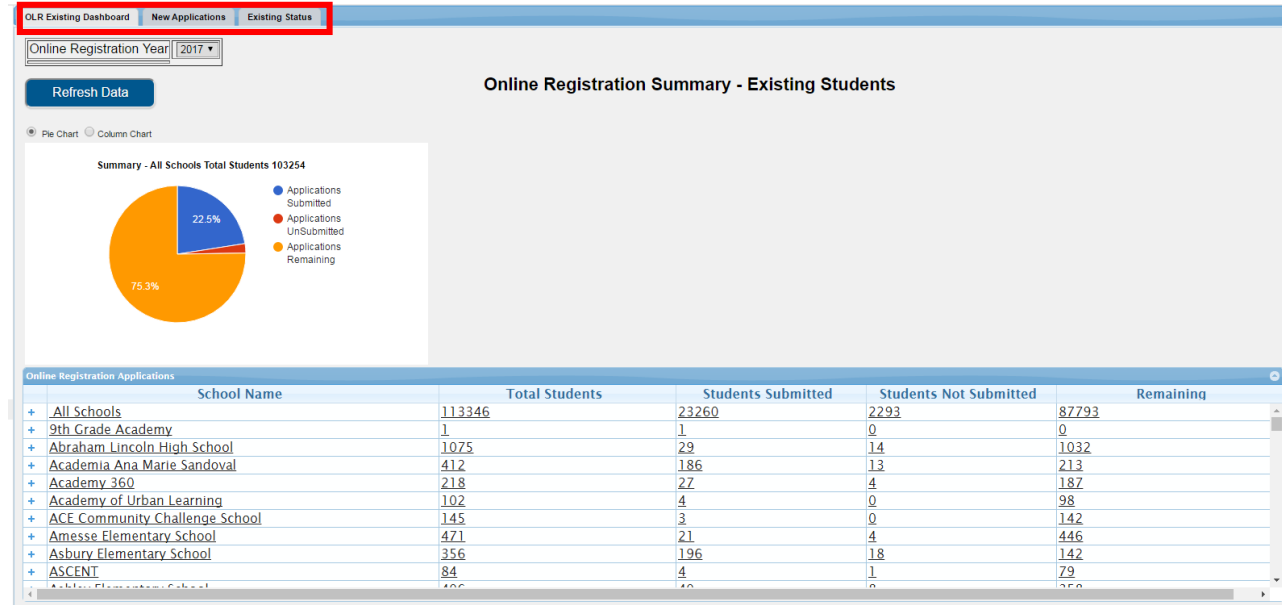 OLR Existing Dashboard New Applications Existing Status
Online Registration Year 2017
Refresh Data
Online Registration Summary - Existing Students
Pie Chart Column Chart
Summary - All Schools Total Students 103254
Applications
Submitted
Applications
UnSubmitted
Applications
Remaining
22.5%
75.3%
Online Registration Applications
School Name Total Students Students Submitted Students Not Submitted Remaining
+ All Schools 113346 23260 2293 87793
+ 9th Grade Academy 1 1 0 0
+ Abraham Lincoln High School 1075 29 14 1032
+ Academia Ana Marie Sandoval 412 186 13 213
+ Academy 360 218 27 4 187
+ Academy of Urban Learning 102 4 0 98
+ ACE Community Challenge School 145 3 0 142
+ Amesse Elementary School 471 21 4 446
+ Asbury Elementary School 356 196 18 142
+ ASCENT 84 4 1 79